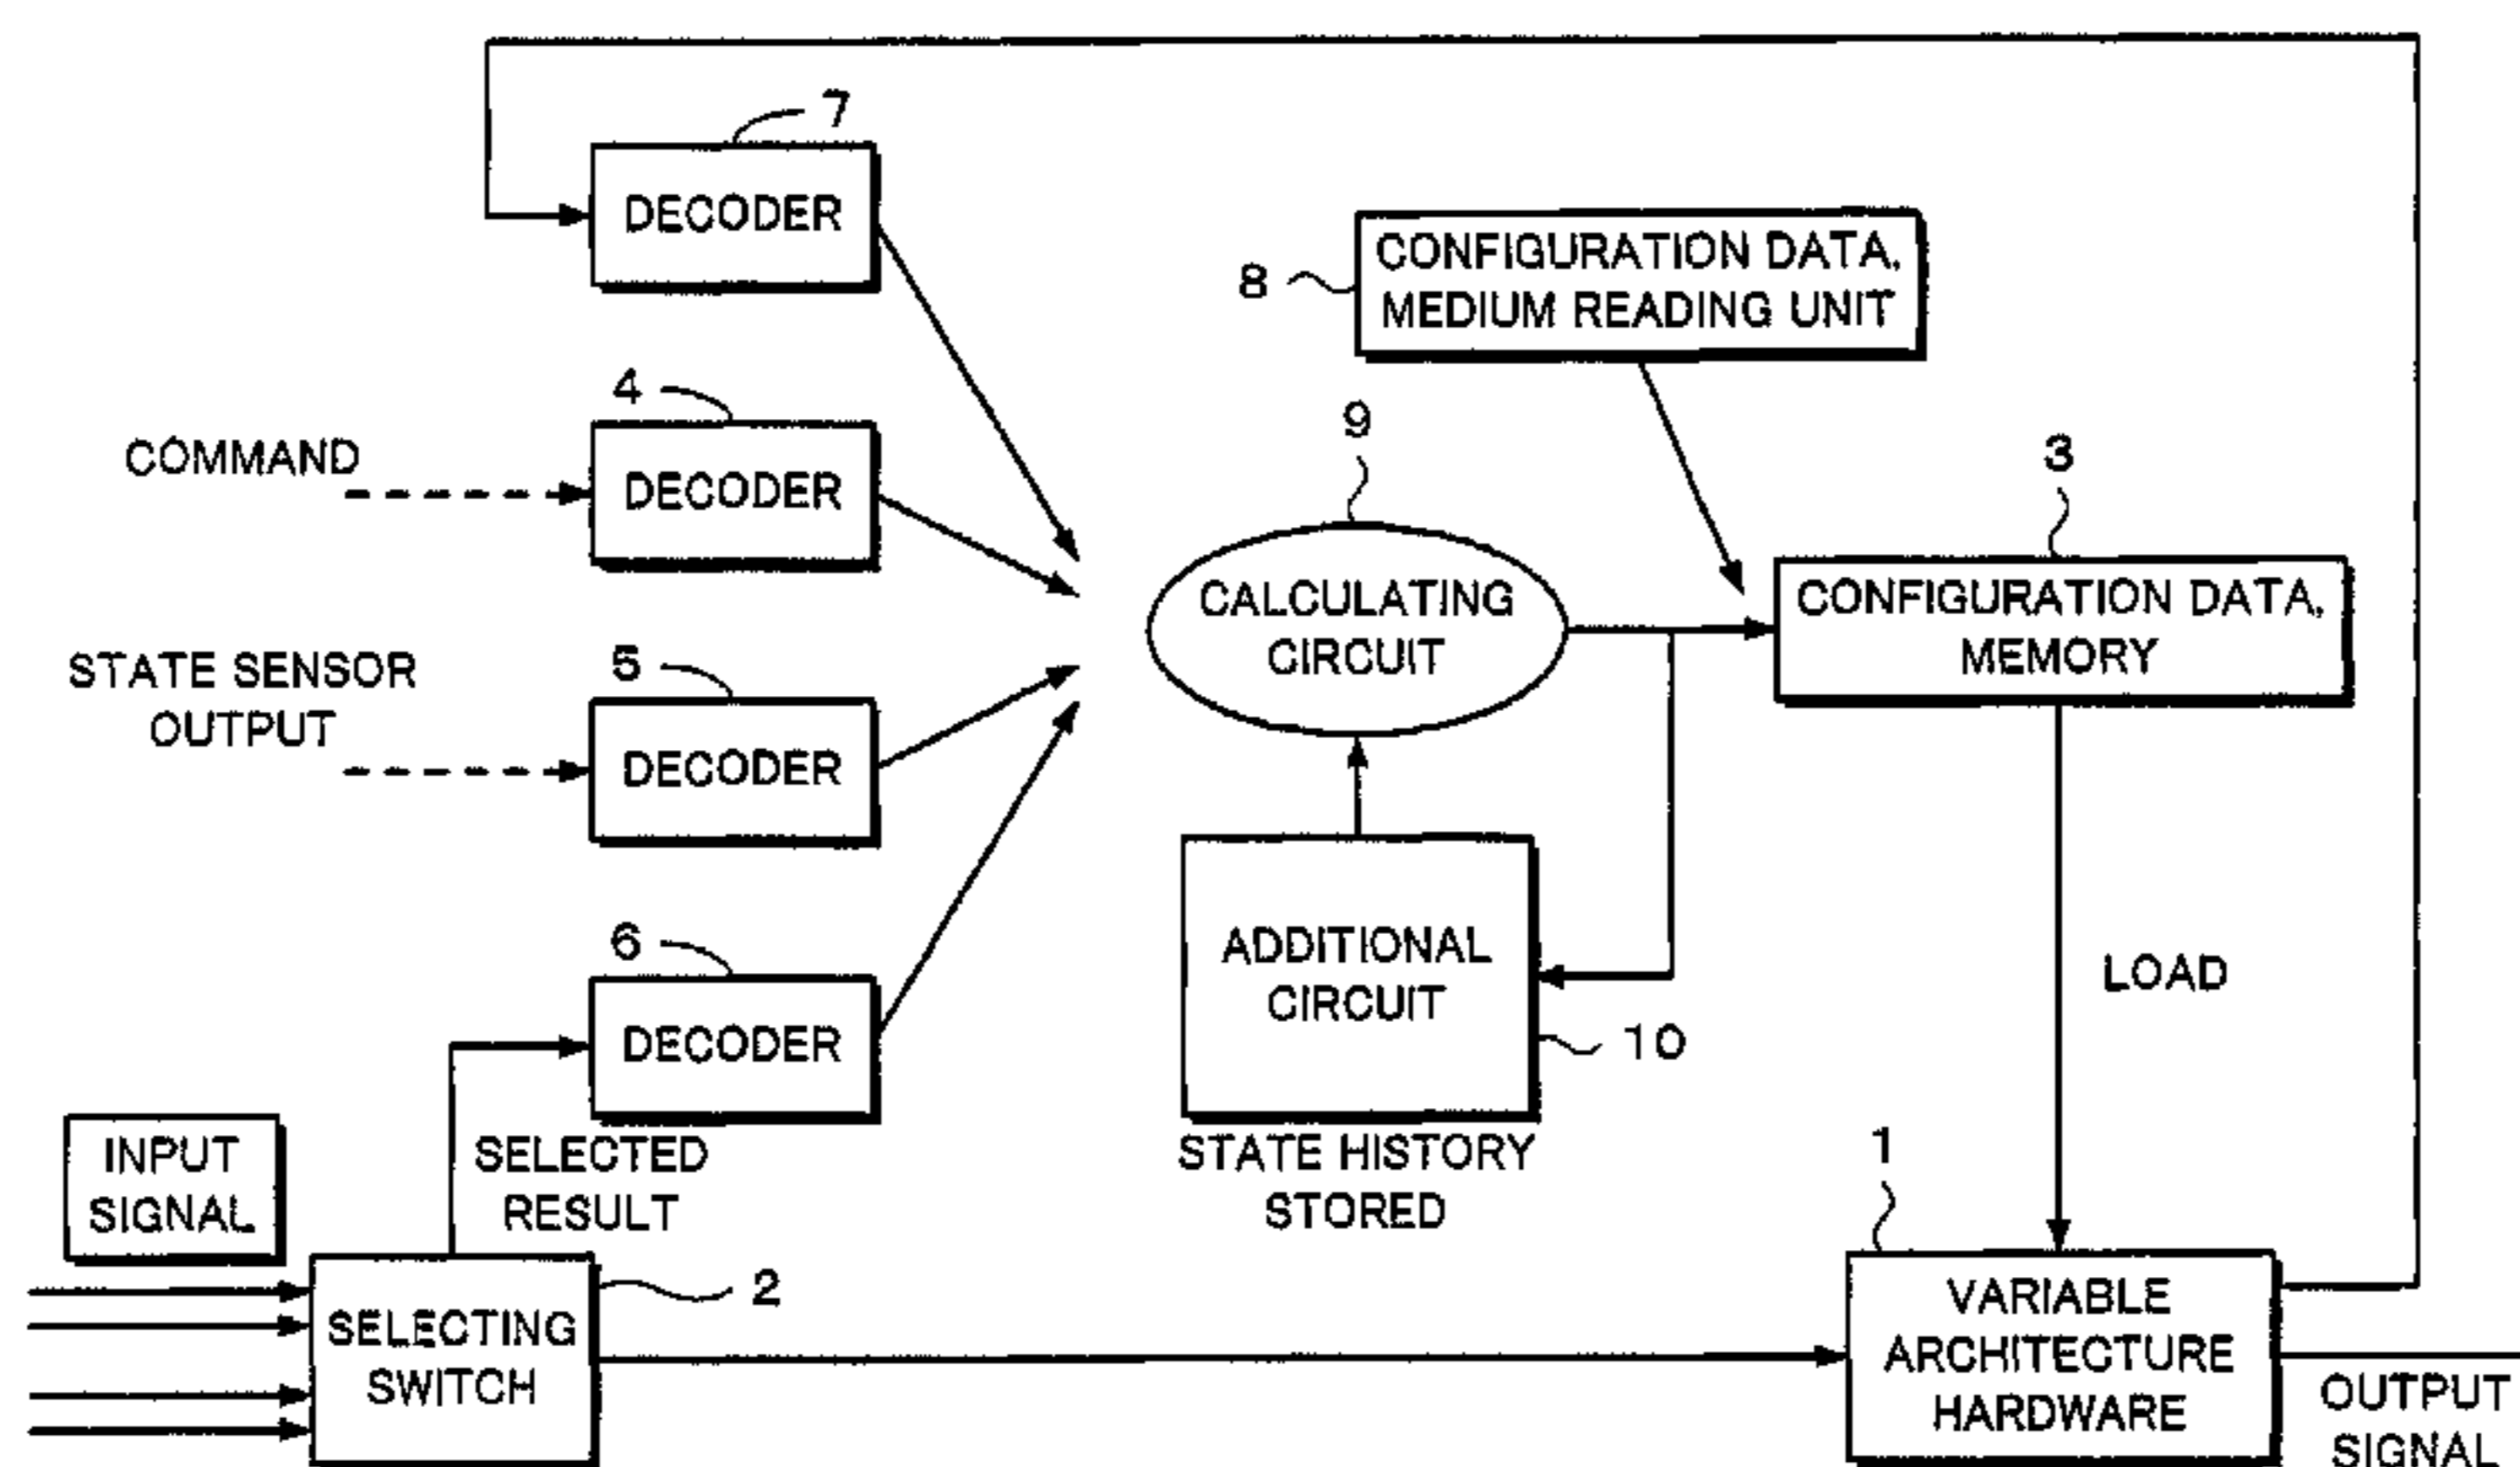 7
DECODER
8
CONFIGURATION DATA,
MEDIUM READING UNIT
4
COMMAND
DECODER
9
3
CALCULATING
CIRCUIT
CONFIGURATION DATA,
MEMORY
STATE SENSOR
OUTPUT
5
DECODER
6
DECODER
ADDITIONAL
CIRCUIT
10
LOAD
INPUT
SIGNAL
SELECTED
RESULT
STATE HISTORY
STORED
1
2
SELECTING
SWITCH
VARIABLE
ARCHITECTURE
HARDWARE
OUTPUT
SIGNAL